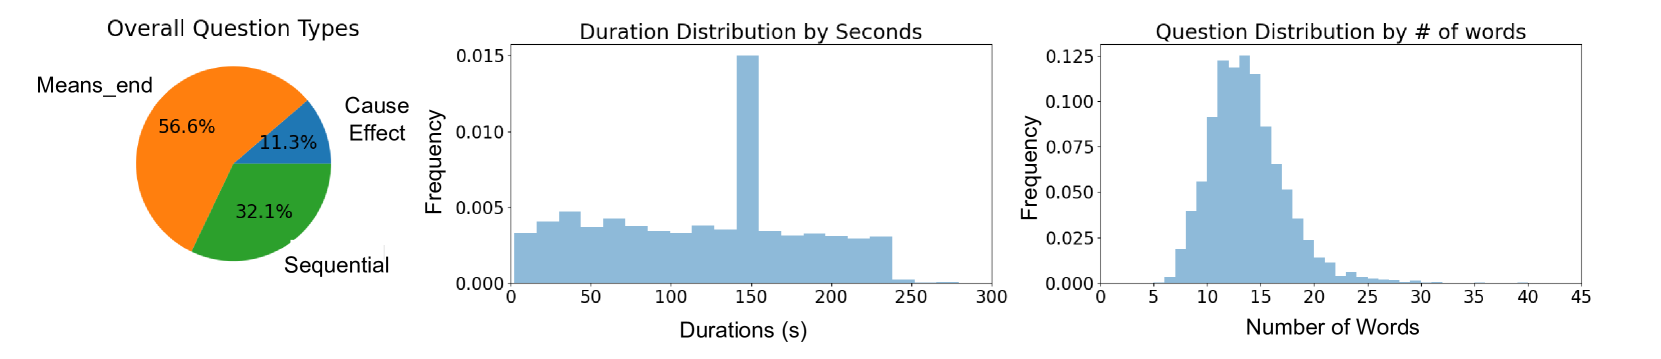 Overall Question Types
Means_end
Cause
Effect
56.6%
11.3%
32.1%
Sequential
Duration Distribution by Seconds
Frequency
0.015
0.010
0.005
0.000
0 50 100 150 200 250 300
Durations (s)
Question Distribution by # of words
Frequency
0.125
0.100
0.075
0.050
0.025
0.000
0 5 10 15 20 25 30 35 40 45
Number of Words